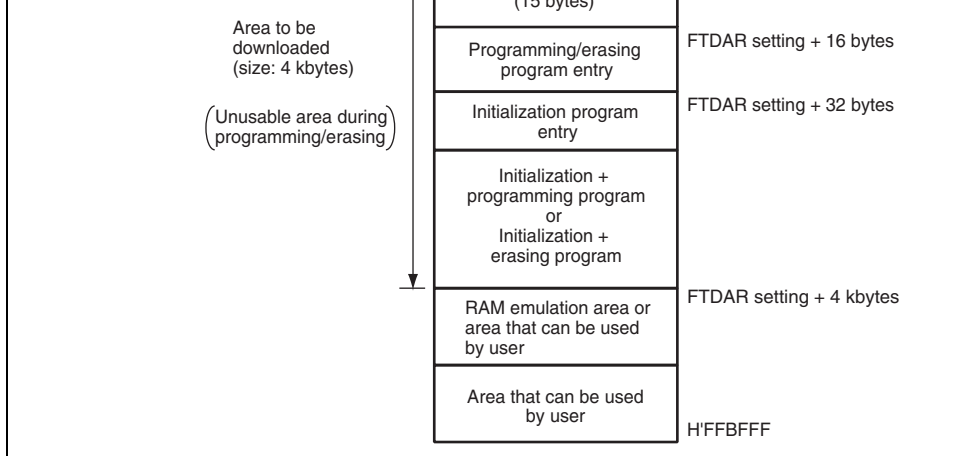 (15 bytes)
Area to be
downloaded
(size: 4 kbytes)
Programming/erasing
program entry
FTDAR setting + 16 bytes
Unusable area during
programming/erasing
Initialization program
entry
FTDAR setting + 32 bytes
Initialization +
programming program
or
Initialization +
erasing program
FTDAR setting + 4 kbytes
RAM emulation area or
area that can be used
by user
Area that can be used
by user
H'FFBFFF